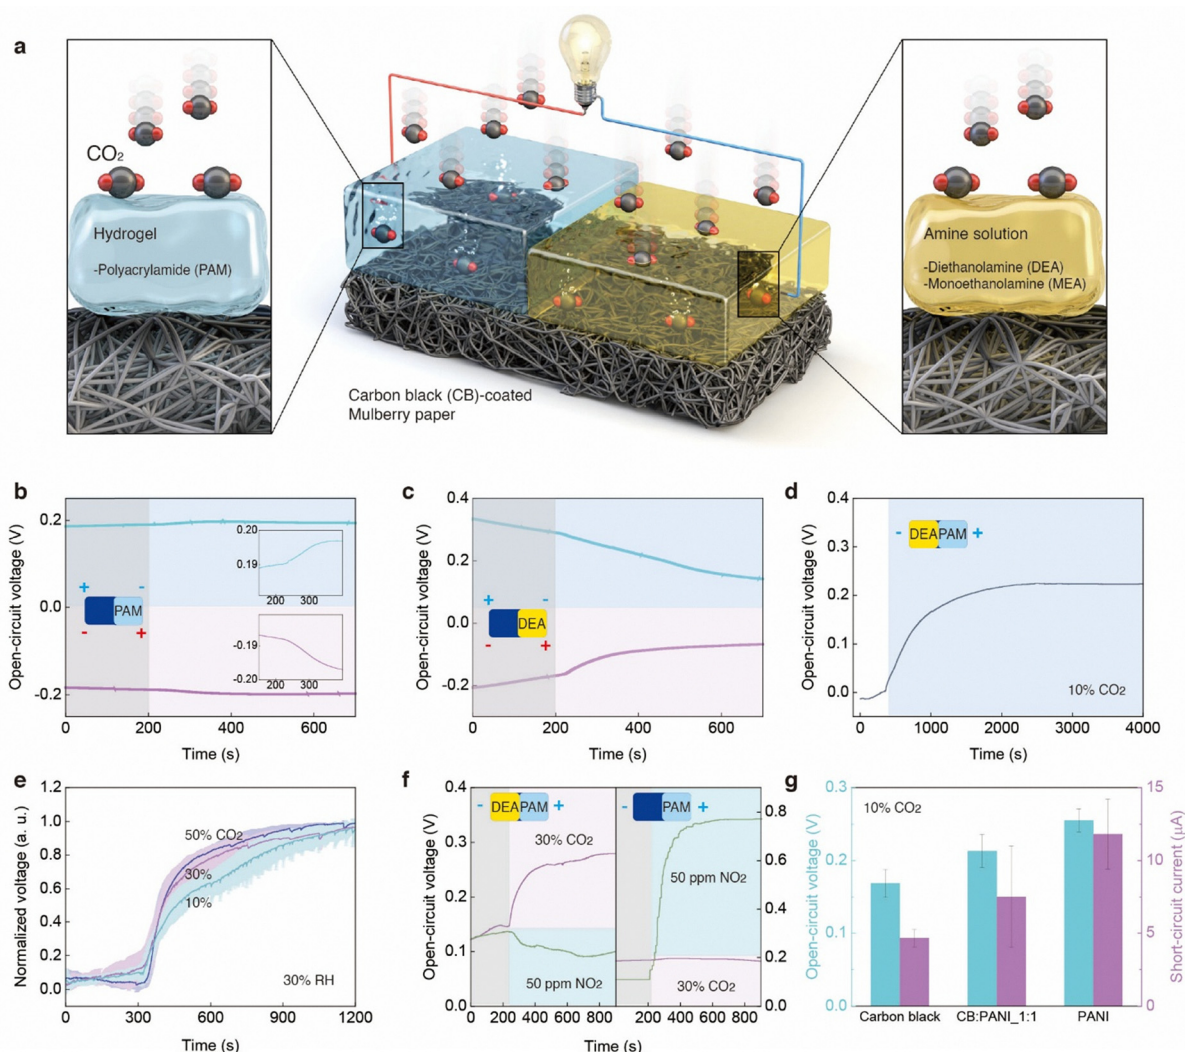 a
CO2
Hydrogel
-Polyacrylamide (PAM)
Carbon black (CB)-coated
Mulberry paper
Amine solution
-Diethanolamine (DEA)
-Monoethanolamine (MEA)
b
Open-circuit voltage (V)
0.2
0.0
-0.2
+ -
PAM
- +
0.20
0.19
200 300
-0.19
-0.20
200 300
0 200 400 600
Time (s)
c
Open-circuit voltage (V)
0.4
0.2
0.0
-0.2
+ -
DEA
- +
0 200 400 600
Time (s)
d
Open-circuit voltage (V)
0.4
0.3
0.2
0.1
0.0
- DEA PAM +
10% CO2
0 1000 2000 3000 4000
Time (s)
e
Normalized voltage (a. u.)
1.2
1.0
0.8
0.6
0.4
0.2
0.0
50% CO2
30%
10%
30% RH
0 300 600 900 1200
Time (s)
f
Open-circuit voltage (V)
0.4
0.3
0.2
0.1
0.0
- DEA PAM +
30% CO2
50 ppm NO2
0 200 400 600 800
- PAM +
50 ppm NO2
30% CO2
0.8
0.6
0.4
0.2
0.0
0 200 400 600 800
Time (s)
g
Open-circuit voltage (V)
0.3
0.2
0.1
0.0
10% CO2
Carbon black CB:PANI_1:1 PANI
15
10
5
0
Short-circuit current (µA)